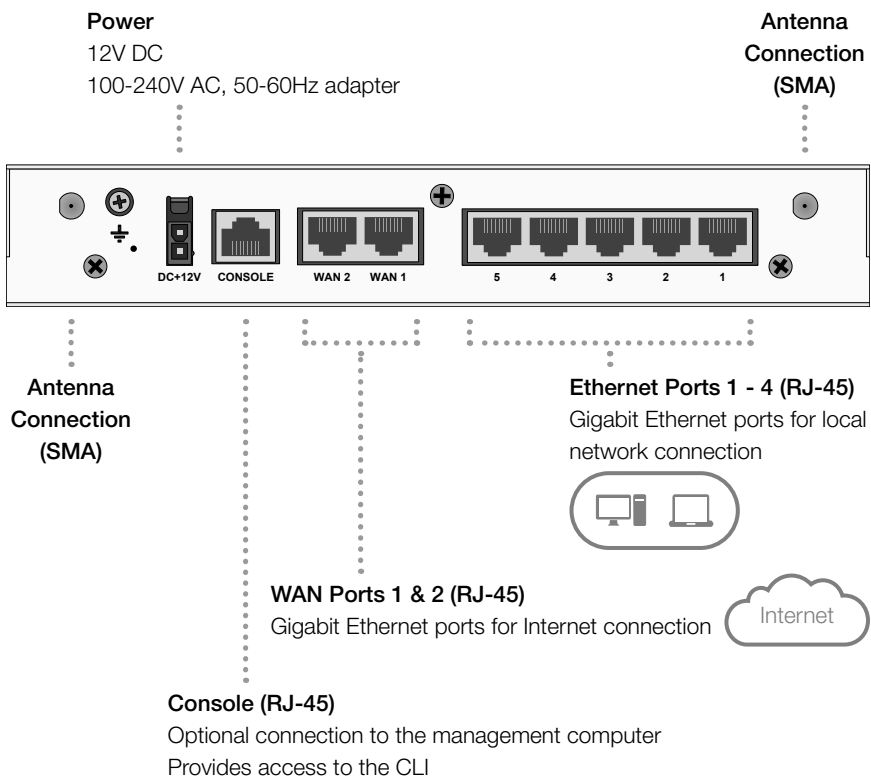 Power
12V DC
100-240V AC, 50-60Hz adapter
Antenna
Connection
(SMA)
DC+12V
CONSOLE
WAN 2
WAN 1
5
4
3
2
1
Antenna
Connection
(SMA)
Ethernet Ports 1 - 4 (RJ-45)
Gigabit Ethernet ports for local
network connection
WAN Ports 1 & 2 (RJ-45)
Gigabit Ethernet ports for Internet connection
Internet
Console (RJ-45)
Optional connection to the management computer
Provides access to the CLI